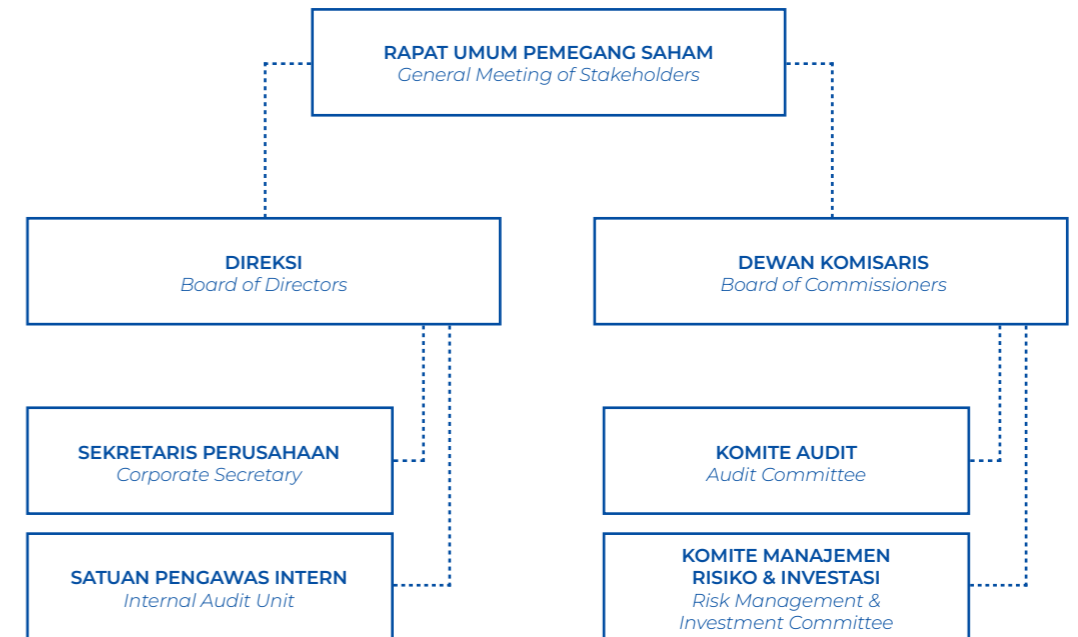 RAPAT UMUM PEMEGANG SAHAM
General Meeting of Stakeholders
DIREKSI
Board of Directors
DEWAN KOMISARIS
Board of Commissioners
SEKRETARIS PERUSAHAAN
Corporate Secretary
KOMITE AUDIT
Audit Committee
SATUAN PENGAWAS INTERN
Internal Audit Unit
KOMITE MANAJEMEN
RISIKO & INVESTASI
Risk Management &
Investment Committee